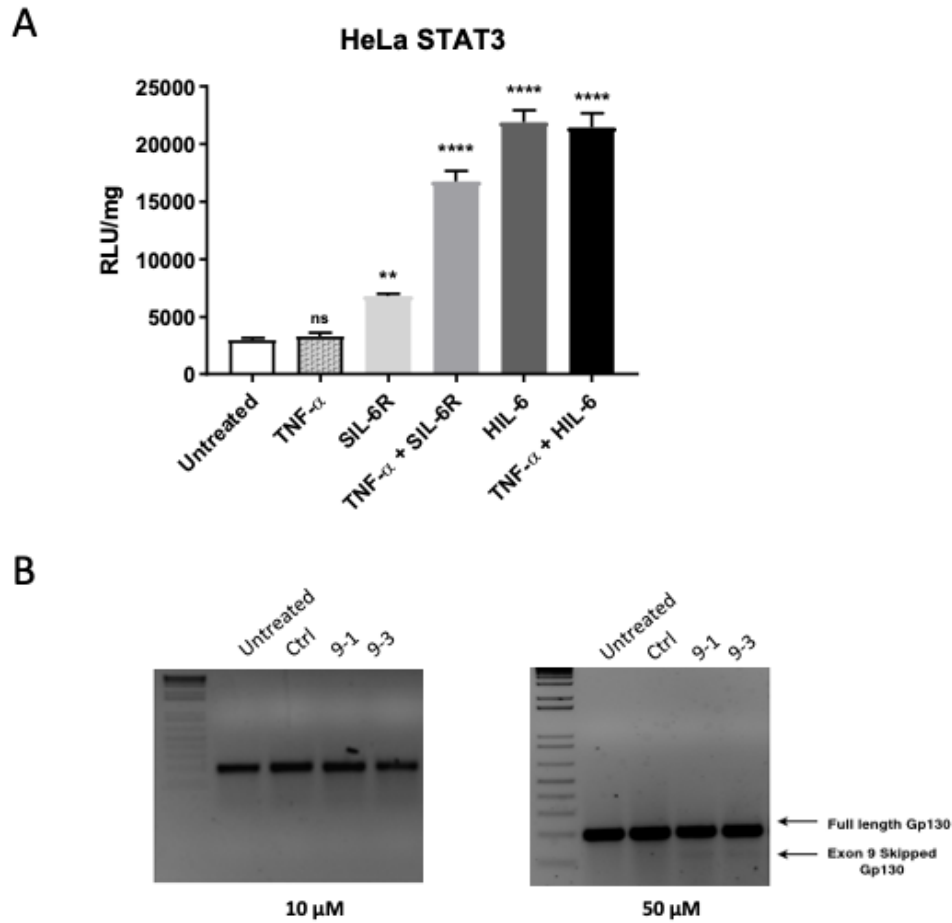 A
HeLa STAT3
RLU/mg
25000
20000
15000
10000
5000
0
ns
**
****
****
****
Untreated
TNF-α
SIL-6R
TNF-α + SIL-6R
HIL-6
TNF-α + HIL-6
B
Untreated
Ctrl
9-1
9-3
10 µM
Untreated
Ctrl
9-1
9-3
Full length Gp130
Exon 9 Skipped
Gp130
50 µM